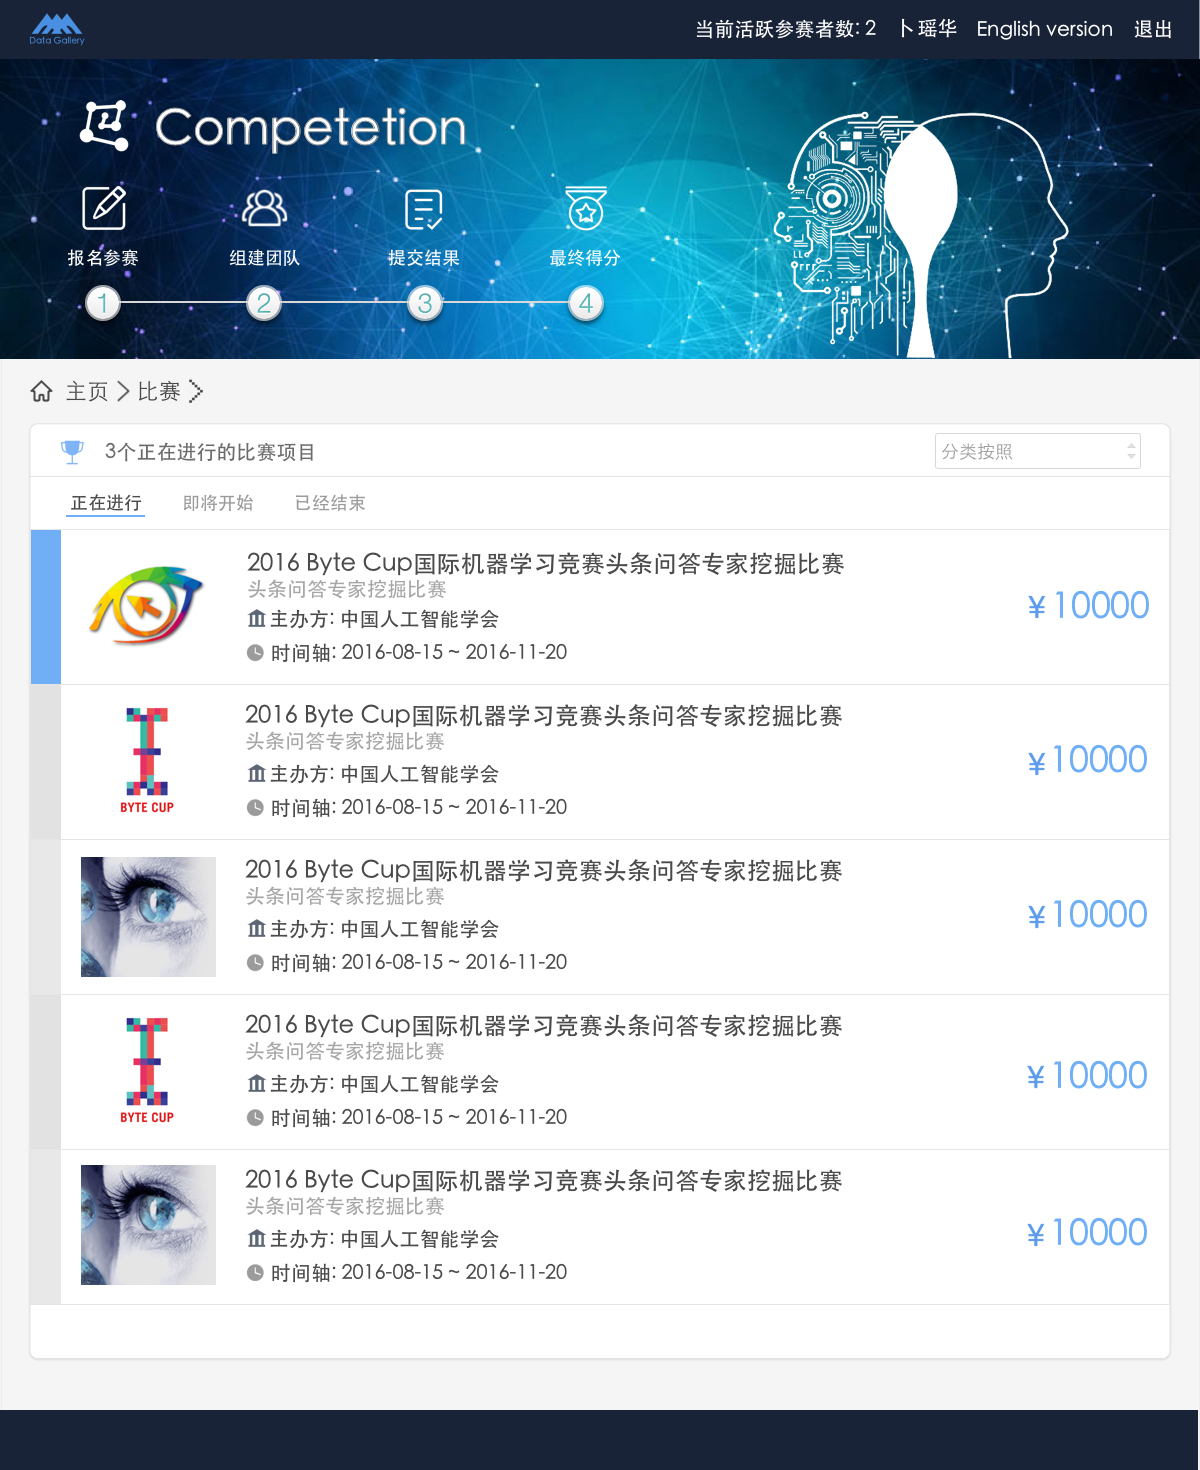 Data Gallery
当前活跃参赛者数: 2 卜瑶华 English version 退出
Competetion
报名参赛 组建团队 提交结果 最终得分
1 2 3 4
主页 比赛
3个正在进行的比赛项目 分类按照
正在进行 即将开始 已经结束
2016 Byte Cup国际机器学习竞赛头条问答专家挖掘比赛
头条问答专家挖掘比赛
主办方: 中国人工智能学会
时间轴: 2016-08-15 ~ 2016-11-20
¥ 10000
BYTE CUP
2016 Byte Cup国际机器学习竞赛头条问答专家挖掘比赛
头条问答专家挖掘比赛
主办方: 中国人工智能学会
时间轴: 2016-08-15 ~ 2016-11-20
¥ 10000
2016 Byte Cup国际机器学习竞赛头条问答专家挖掘比赛
头条问答专家挖掘比赛
主办方: 中国人工智能学会
时间轴: 2016-08-15 ~ 2016-11-20
¥ 10000
BYTE CUP
2016 Byte Cup国际机器学习竞赛头条问答专家挖掘比赛
头条问答专家挖掘比赛
主办方: 中国人工智能学会
时间轴: 2016-08-15 ~ 2016-11-20
¥ 10000
2016 Byte Cup国际机器学习竞赛头条问答专家挖掘比赛
头条问答专家挖掘比赛
主办方: 中国人工智能学会
时间轴: 2016-08-15 ~ 2016-11-20
¥ 10000